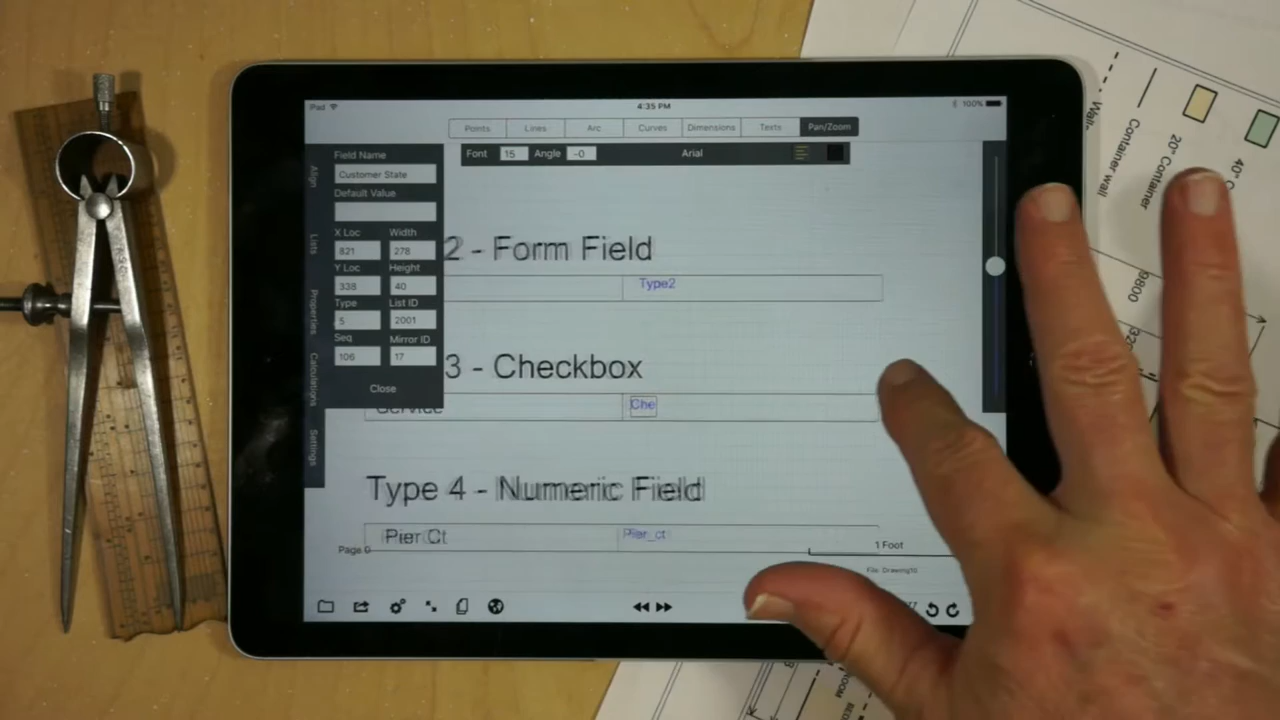 iPad
4:35 PM
100%
Points Lines Arc Curves Dimensions Texts Pan/Zoom
Font 15 Angle -0 Arial
Align
Lists
Properties
Calculations
Settings
Field Name
Customer State
Default Value
X Loc Width
821 278
Y Loc Height
338 40
Type List ID
5 2001
Seq Mirror ID
106 17
Close
2 - Form Field
Type2
3 - Checkbox
Service
Che
Type 4 - Numeric Field
Pier Ct
Pier_ct
Page 0
1 Foot
File: Drawing10
Wall-
Container wall
20' Container
40' C
9800